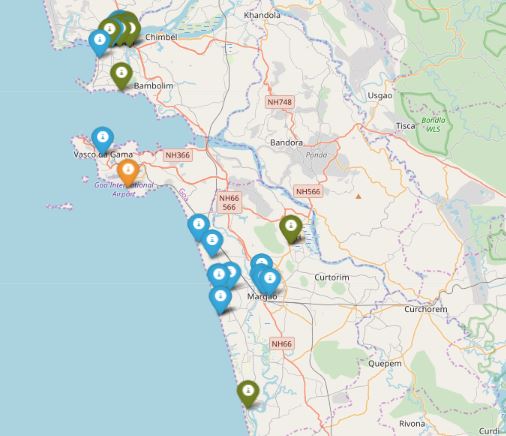 Khandola
Chimbel
Usgao
Bambolim
NH748
Bondla
WLS
Tisca
Bandora
Vasco da Gama
NH366
Ponda
Goa International
Airport
NH566
NH66
566
Curtorim
Margao
Curchorem
NH66
Quepem
Rivona
Curdi